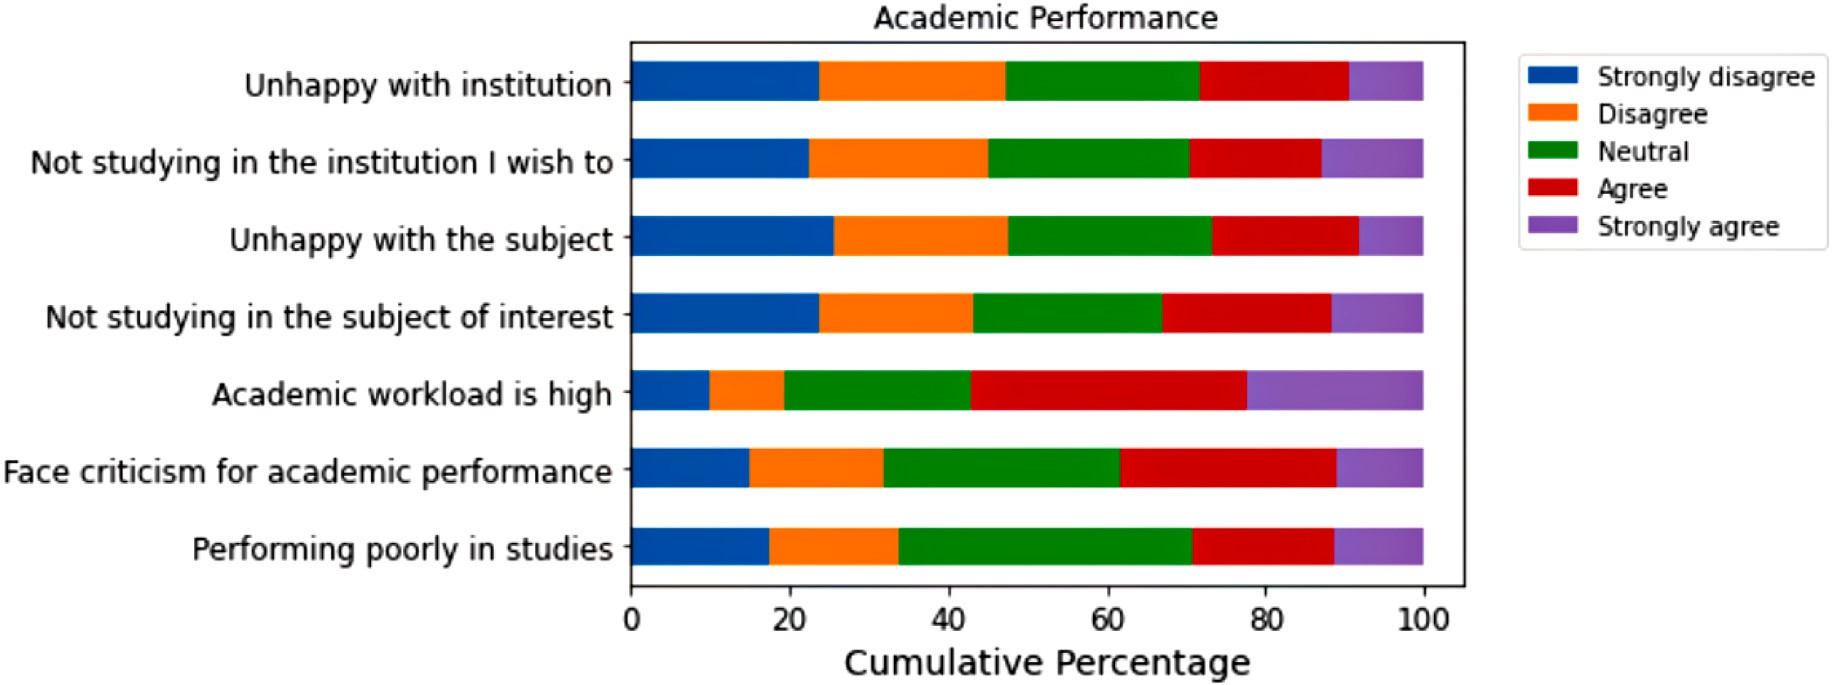 Academic Performance
Unhappy with institution
Not studying in the institution I wish to
Unhappy with the subject
Not studying in the subject of interest
Academic workload is high
Face criticism for academic performance
Performing poorly in studies
0 20 40 60 80 100
Cumulative Percentage
Strongly disagree
Disagree
Neutral
Agree
Strongly agree